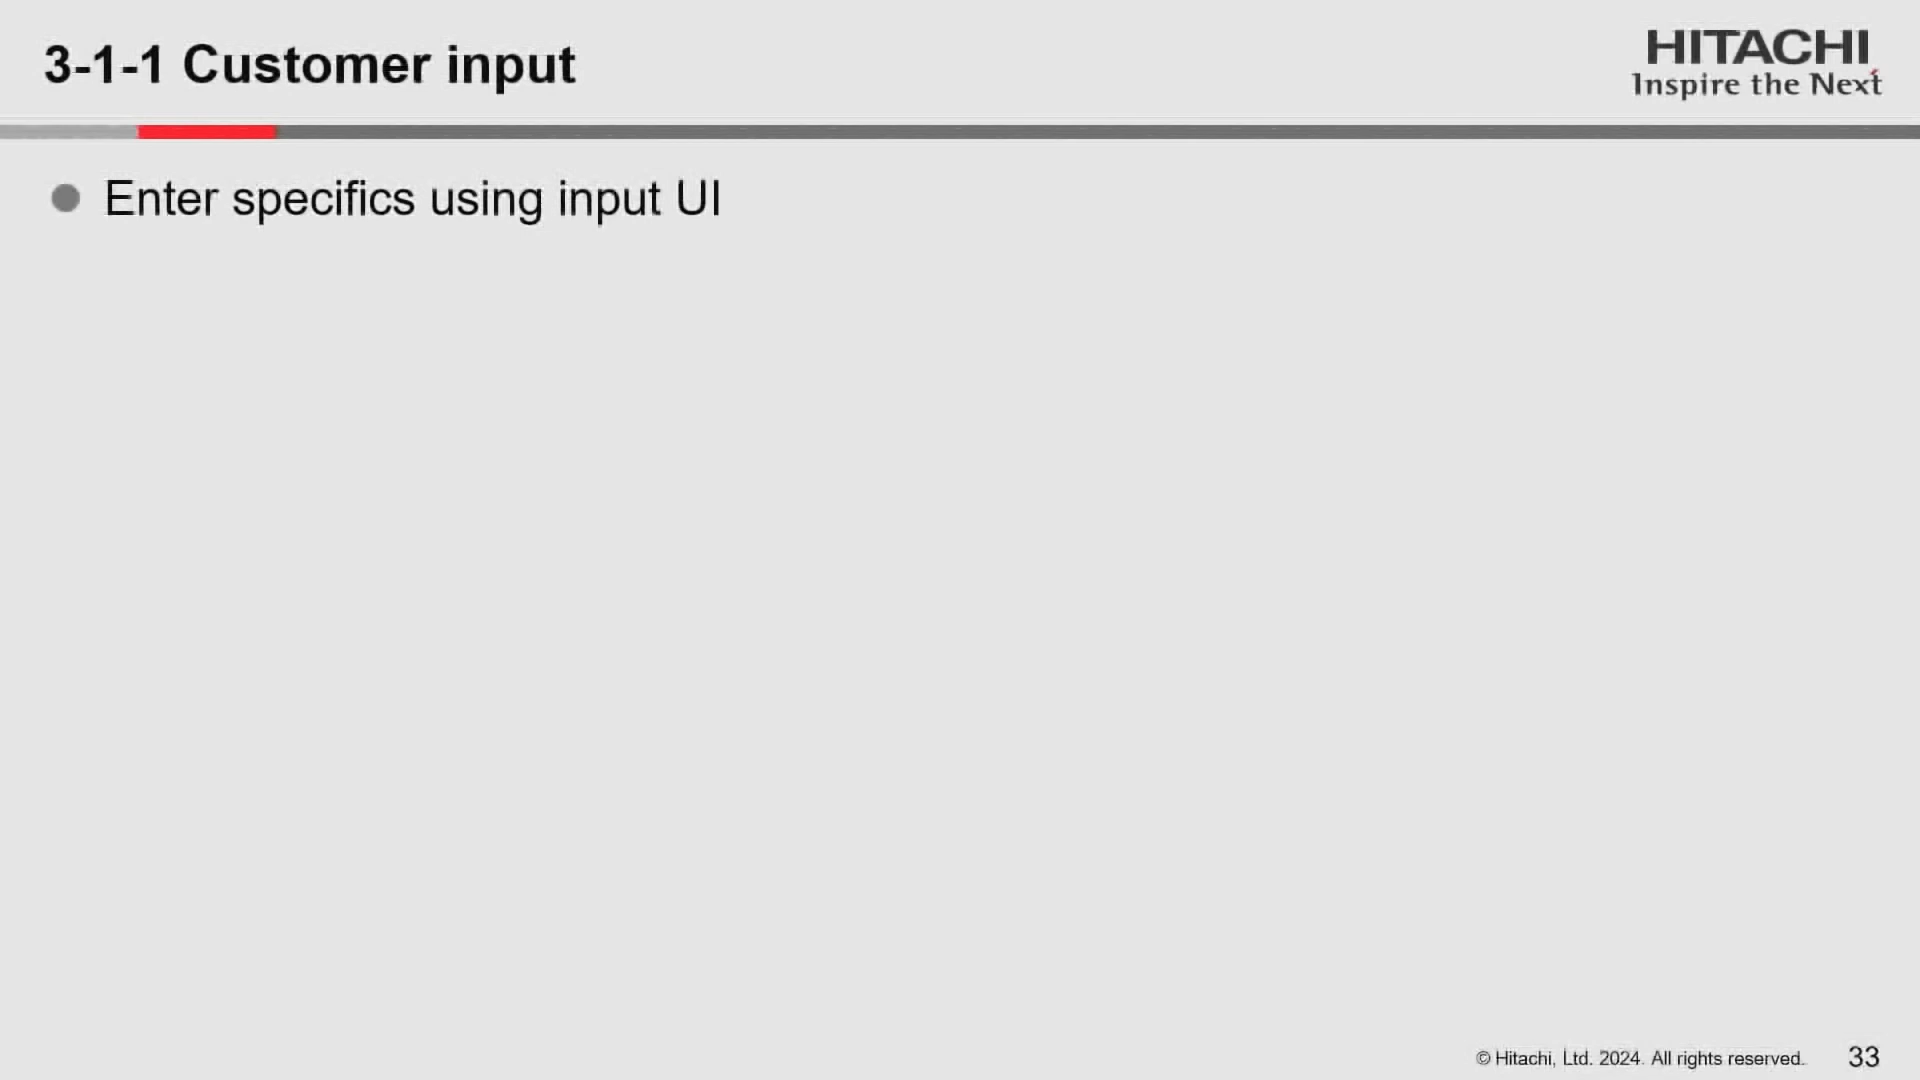 3-1-1 Customer input
HITACHI
Inspire the Next
Enter specifics using input UI
© Hitachi, Ltd. 2024. All rights reserved.
33